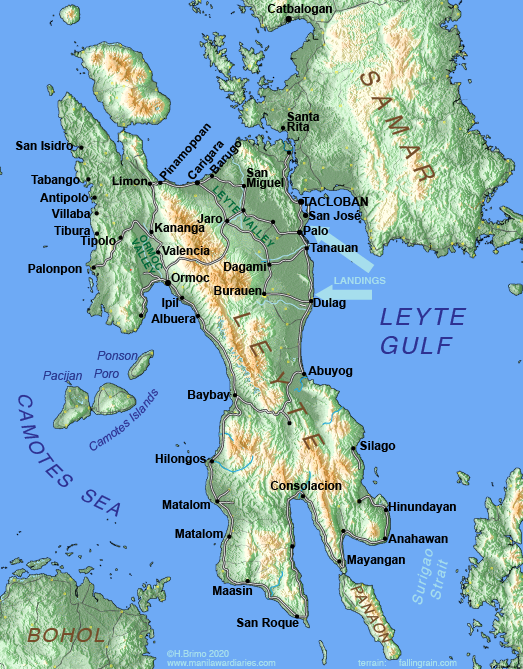 Catbalogan
SAMAR
Santa
Rita
San Isidro
Pinamopoan
Carigara
Barugo
Tabango
Limon
San
Miguel
Antipolo
LEYTE
VALLEY
TACLOBAN
Villaba
San José
Jaro
Tibura
Kananga
Palo
Tipolo
ORMOC
VALLEY
Valencia
Tanauan
Palonpon
Dagami
Ormoc
LANDINGS
Burauen
Ipil
Dulag
Albuera
LEYTE
GULF
LEYTE
Ponson
Pacijan
Poro
Abuyog
Baybay
Camotes Islands
CAMOTES SEA
Silago
Hilongos
Consolacion
Matalom
Hinundayan
Matalom
Anahawan
Mayangan
Surigao
Strait
Maasin
PANAON
San Roque
BOHOL
©H.Brimo 2020
www.manilawardiaries.com
terrain: fallingrain.com